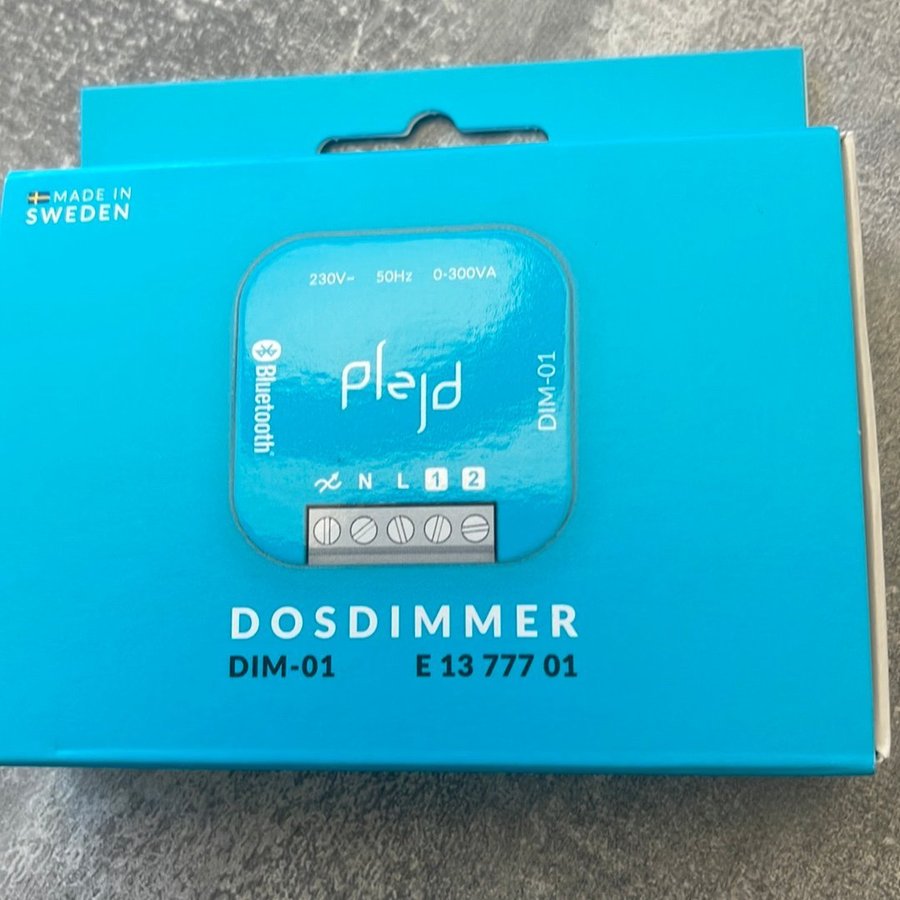 MADE IN
SWEDEN
230V~ 50Hz 0-300VA
Bluetooth
plejd
DIM-01
N L 1 2
DOSDIMMER
DIM-01 E 13 777 01